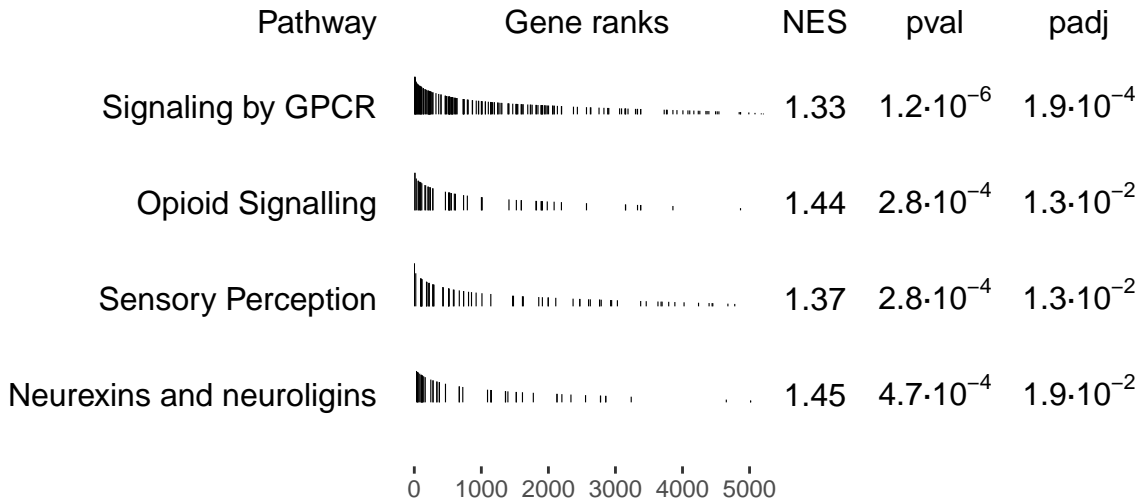 Pathway Gene ranks NES pval padj
Signaling by GPCR 1.33 1.2·10⁻⁶ 1.9·10⁻⁴
Opioid Signalling 1.44 2.8·10⁻⁴ 1.3·10⁻²
Sensory Perception 1.37 2.8·10⁻⁴ 1.3·10⁻²
Neurexins and neuroligins 1.45 4.7·10⁻⁴ 1.9·10⁻²
0 1000 2000 3000 4000 5000